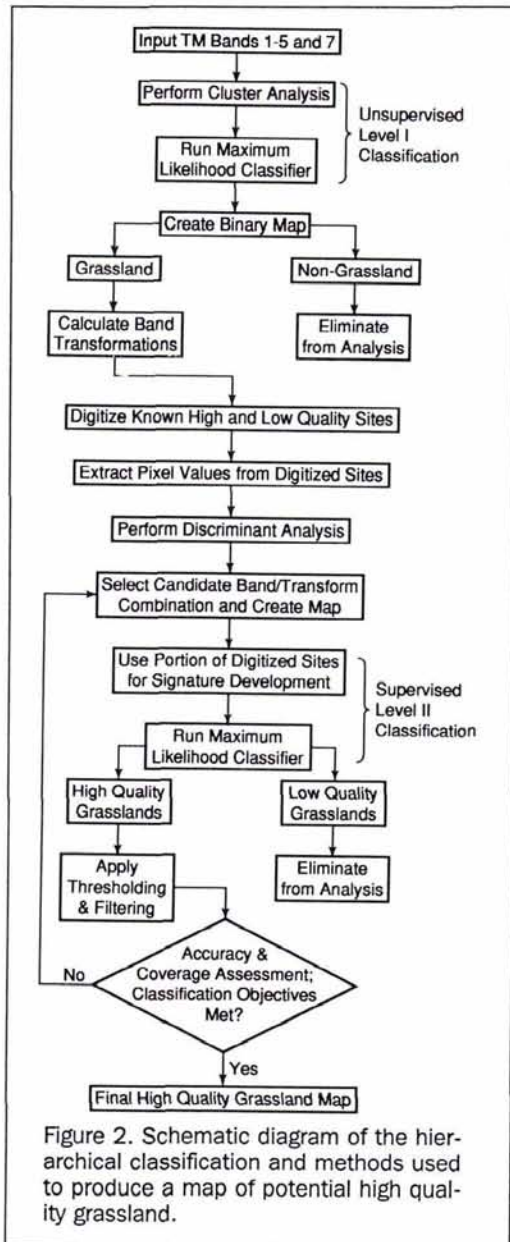 Input TM Bands 1-5 and 7
Perform Cluster Analysis
Run Maximum
Likelihood Classifier
Unsupervised
Level I
Classification
Create Binary Map
Grassland
Non-Grassland
Calculate Band
Transformations
Eliminate
from Analysis
Digitize Known High and Low Quality Sites
Extract Pixel Values from Digitized Sites
Perform Discriminant Analysis
Select Candidate Band/Transform
Combination and Create Map
Use Portion of Digitized Sites
for Signature Development
Run Maximum
Likelihood Classifier
Supervised
Level II
Classification
High Quality
Grasslands
Low Quality
Grasslands
Apply
Thresholding
& Filtering
Eliminate
from Analysis
Accuracy &
Coverage Assessment;
Classification Objectives
Met?
No
Yes
Final High Quality Grassland Map
Figure 2. Schematic diagram of the hier-
archical classification and methods used
to produce a map of potential high qual-
ity grassland.